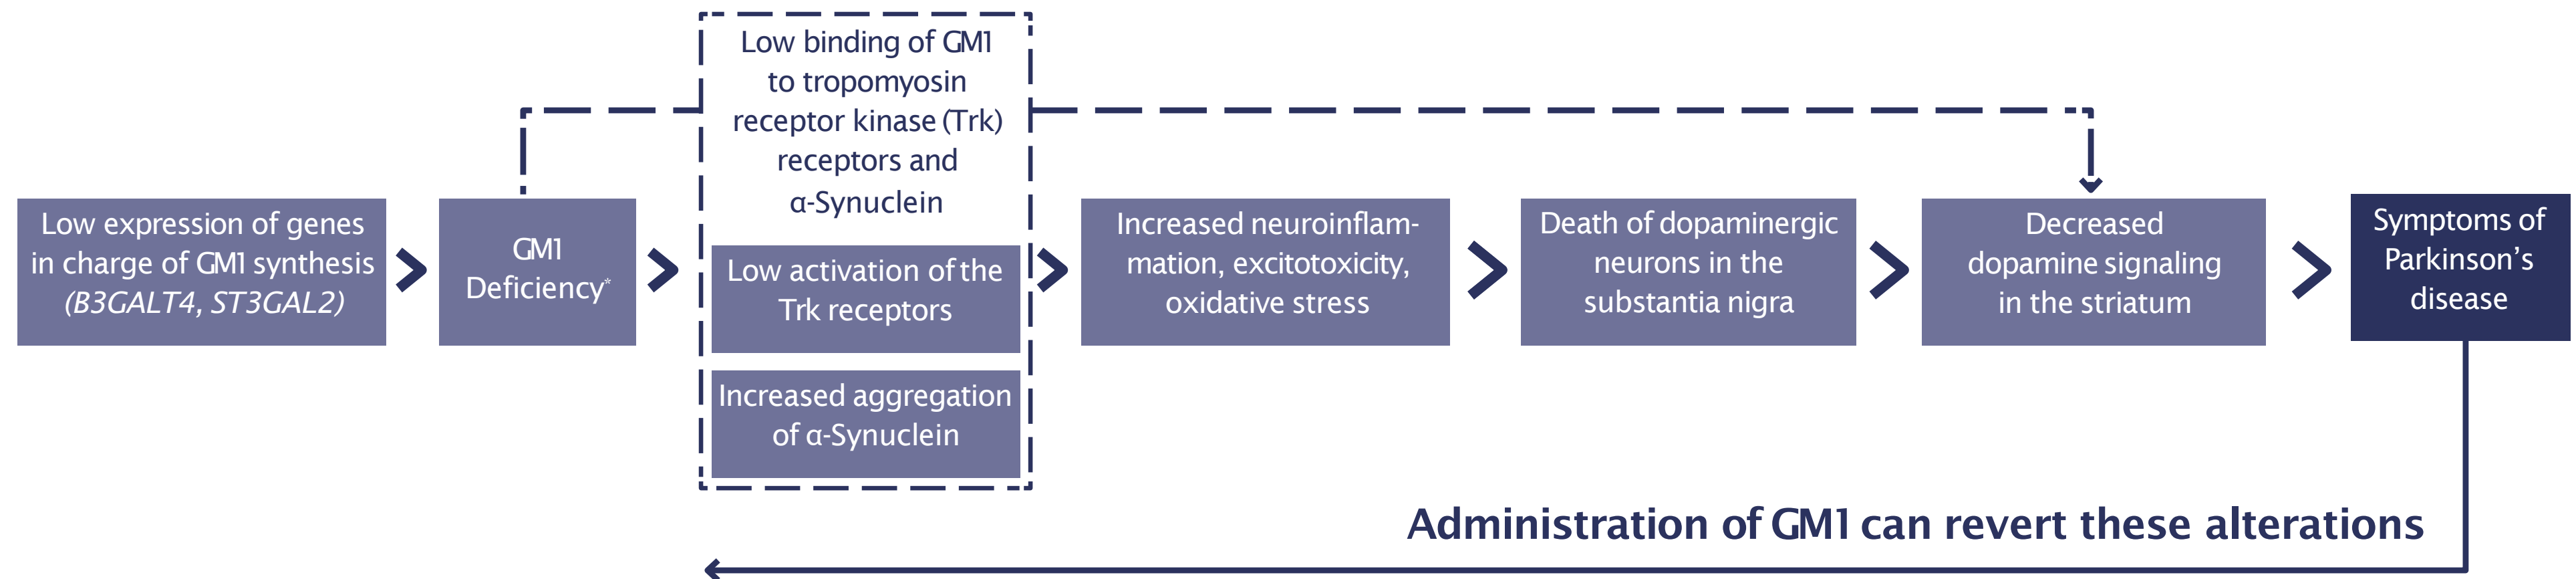 Low expression of genes
in charge of GM1 synthesis
(B3GALT4, ST3GAL2)
GM1
Deficiency*
Low binding of GM1
to tropomyosin
receptor kinase (Trk)
receptors and
α-Synuclein
Low activation of the
Trk receptors
Increased aggregation
of α-Synuclein
Increased neuroinflam-
mation, excitotoxicity,
oxidative stress
Death of dopaminergic
neurons in the
substantia nigra
Decreased
dopamine signaling
in the striatum
Symptoms of
Parkinson’s
disease
Administration of GM1 can revert these alterations